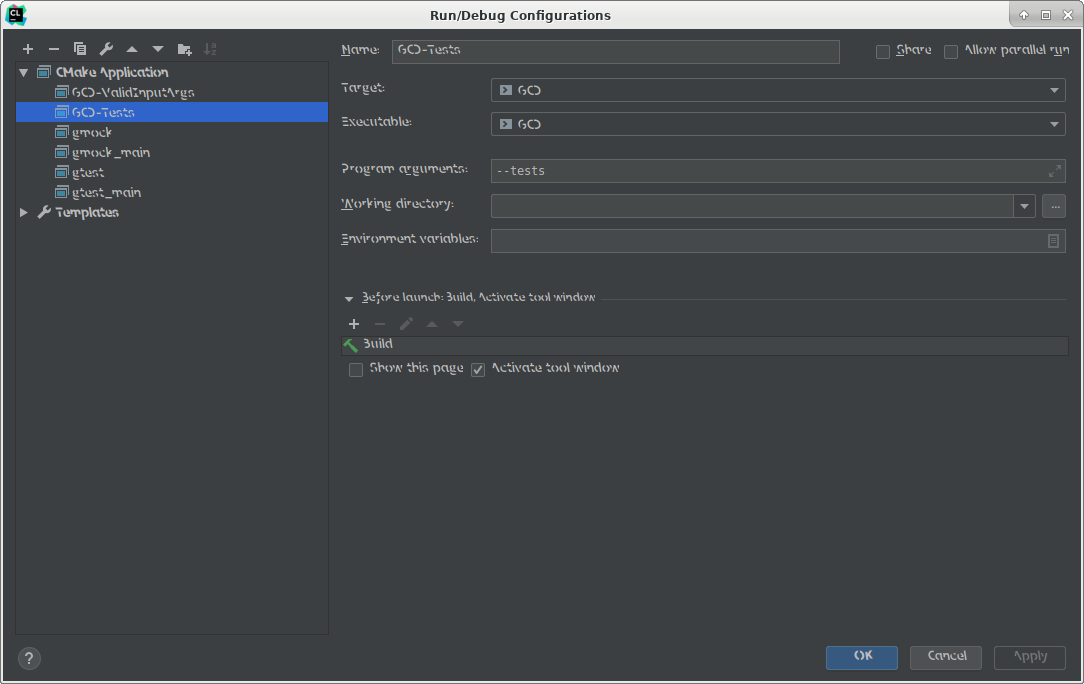 CL
Run/Debug Configurations
Name: GCD-Tests Share Allow parallel run
CMake Application
GCD-ValidInputArgs
GCD-Tests
gmock
gmock_main
gtest
gtest_main
Templates
Target: GCD
Executable: GCD
Program arguments: --tests
Working directory: ...
Environment variables:
Before launch: Build, Activate tool window
Build
Show this page Activate tool window
? OK Cancel Apply